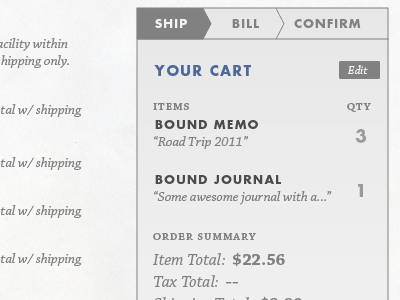 acility within
hipping only.
tal w/ shipping
tal w/ shipping
tal w/ shipping
tal w/ shipping
SHIP BILL CONFIRM
YOUR CART Edit
ITEMS QTY
BOUND MEMO 3
“Road Trip 2011”
BOUND JOURNAL 1
“Some awesome journal with a...”
ORDER SUMMARY
Item Total: $22.56
Tax Total: --